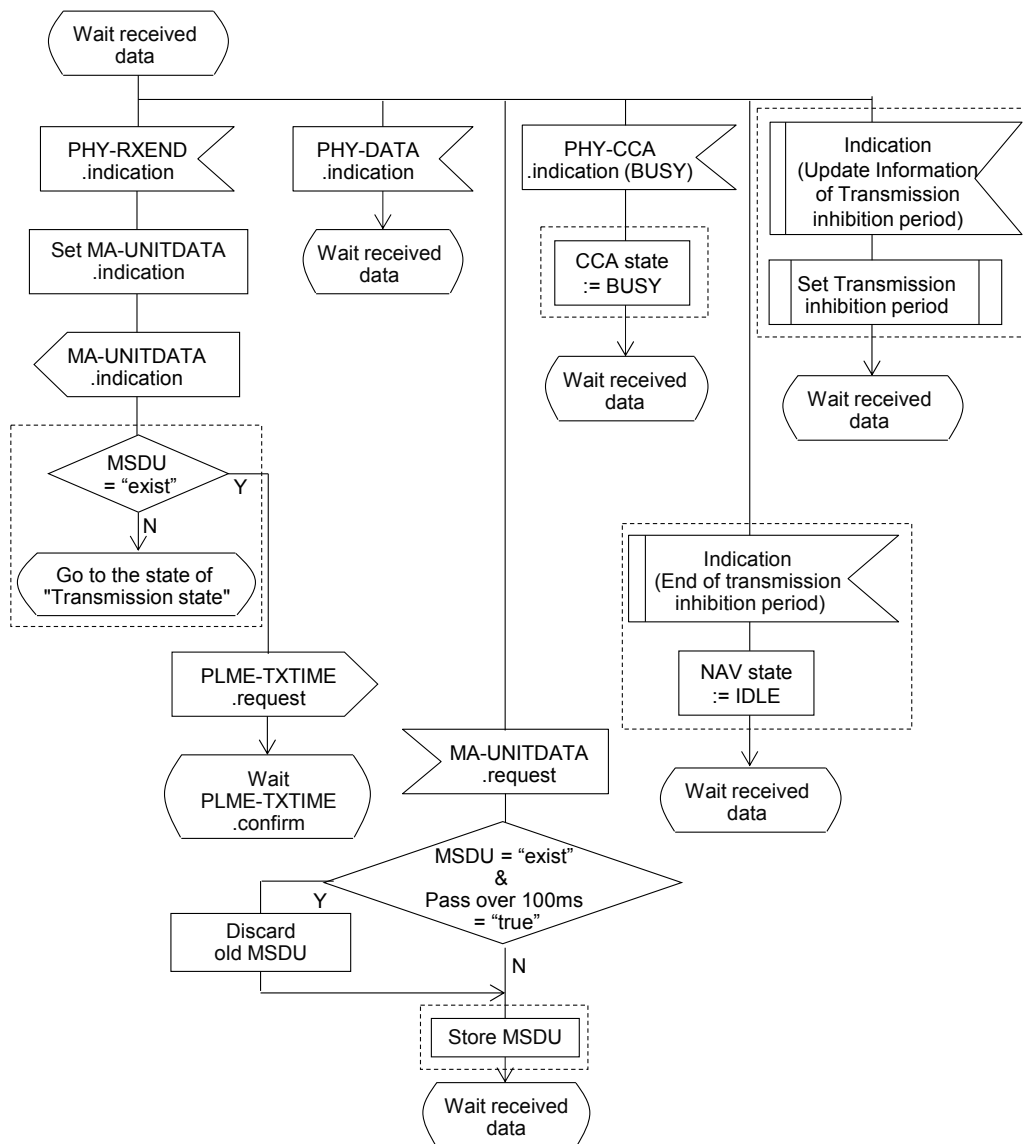 Wait received
data
PHY-RXEND
.indication
Set MA-UNITDATA
.indication
MA-UNITDATA
.indication
MSDU
= “exist”
Y
N
Go to the state of
"Transmission state"
PLME-TXTIME
.request
Wait
PLME-TXTIME
.confirm
PHY-DATA
.indication
Wait received
data
MA-UNITDATA
.request
MSDU = “exist”
&
Pass over 100ms
= “true”
Y
N
Discard
old MSDU
Store MSDU
Wait received
data
PHY-CCA
.indication (BUSY)
CCA state
:= BUSY
Wait received
data
Indication
(End of transmission
inhibition period)
NAV state
:= IDLE
Wait received
data
Indication
(Update Information
of Transmission
inhibition period)
Set Transmission
inhibition period
Wait received
data